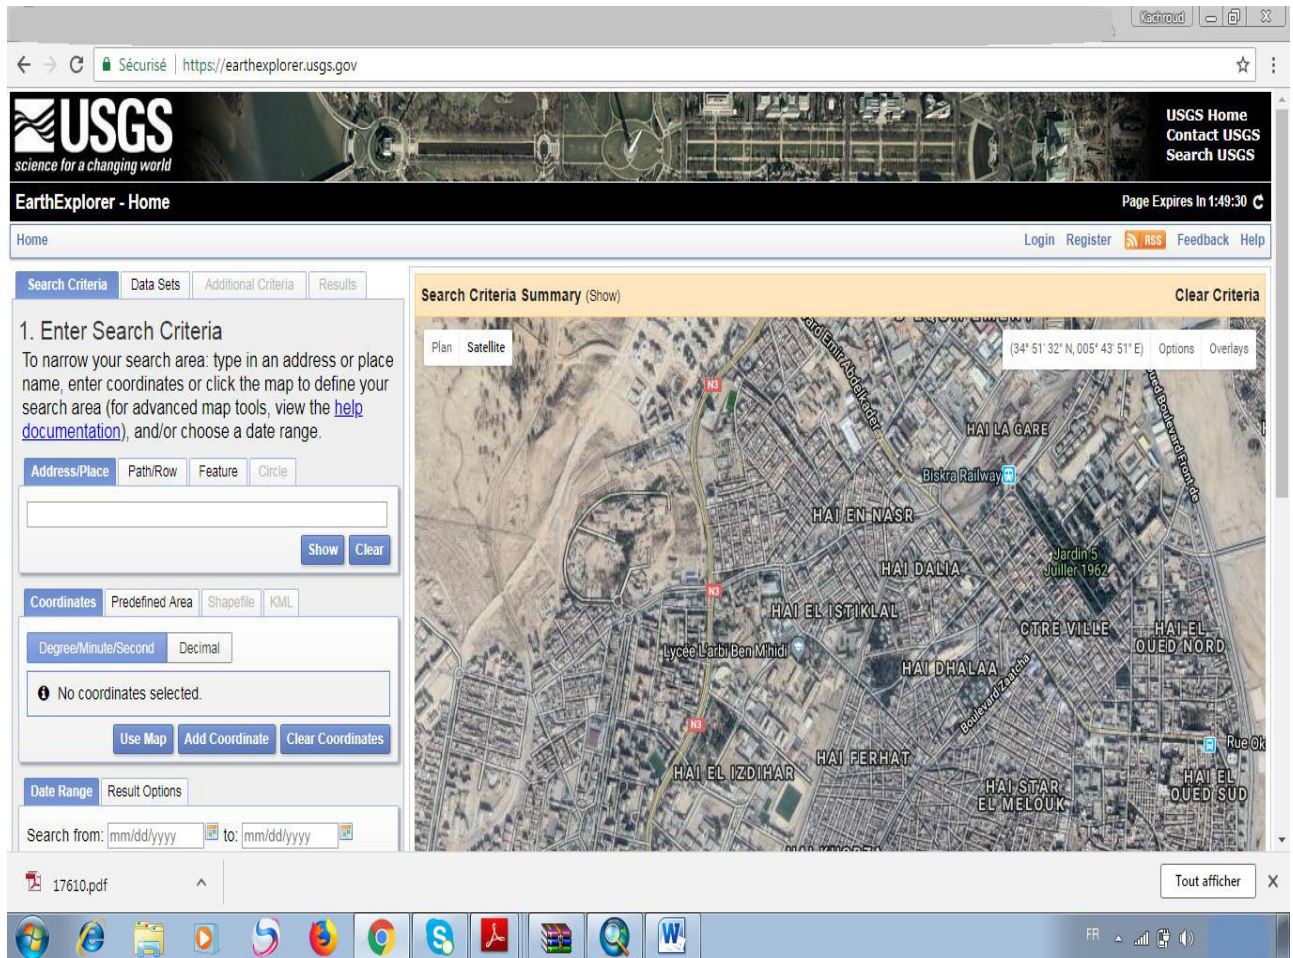 Kachroud
Sécurisé | https://earthexplorer.usgs.gov
USGS
science for a changing world
USGS Home
Contact USGS
Search USGS
EarthExplorer - Home
Page Expires In 1:49:30
Home
Login Register RSS Feedback Help
Search Criteria Data Sets Additional Criteria Results
1. Enter Search Criteria
To narrow your search area: type in an address or place
name, enter coordinates or click the map to define your
search area (for advanced map tools, view the help
documentation), and/or choose a date range.
Address/Place Path/Row Feature Circle
Show Clear
Coordinates Predefined Area Shapefile KML
Degree/Minute/Second Decimal
No coordinates selected.
Use Map Add Coordinate Clear Coordinates
Date Range Result Options
Search from: mm/dd/yyyy to: mm/dd/yyyy
Search Criteria Summary (Show)
Clear Criteria
Plan Satellite
(34° 51' 32" N, 005° 43' 51" E) Options Overlays
Emir Abdelkader
N3
HAI LA GARE
Boulevard Front de
Biskra Railway
HAI EN NASR
Jardin 5
Juiller 1962
HAI DALIA
N3
HAI EL ISTIKLAL
CTRE VILLE
HAI EL
OUED NORD
Lycée L'arbi Ben M'hidi
HAI DHALAA
Boulevard Zaatcha
N3
Rue Ok
HAI FERHAT
HAI EL IZDIHAR
HAI STAR
EL MELOUK
HAI EL
OUED SUD
17610.pdf
Tout afficher
FR